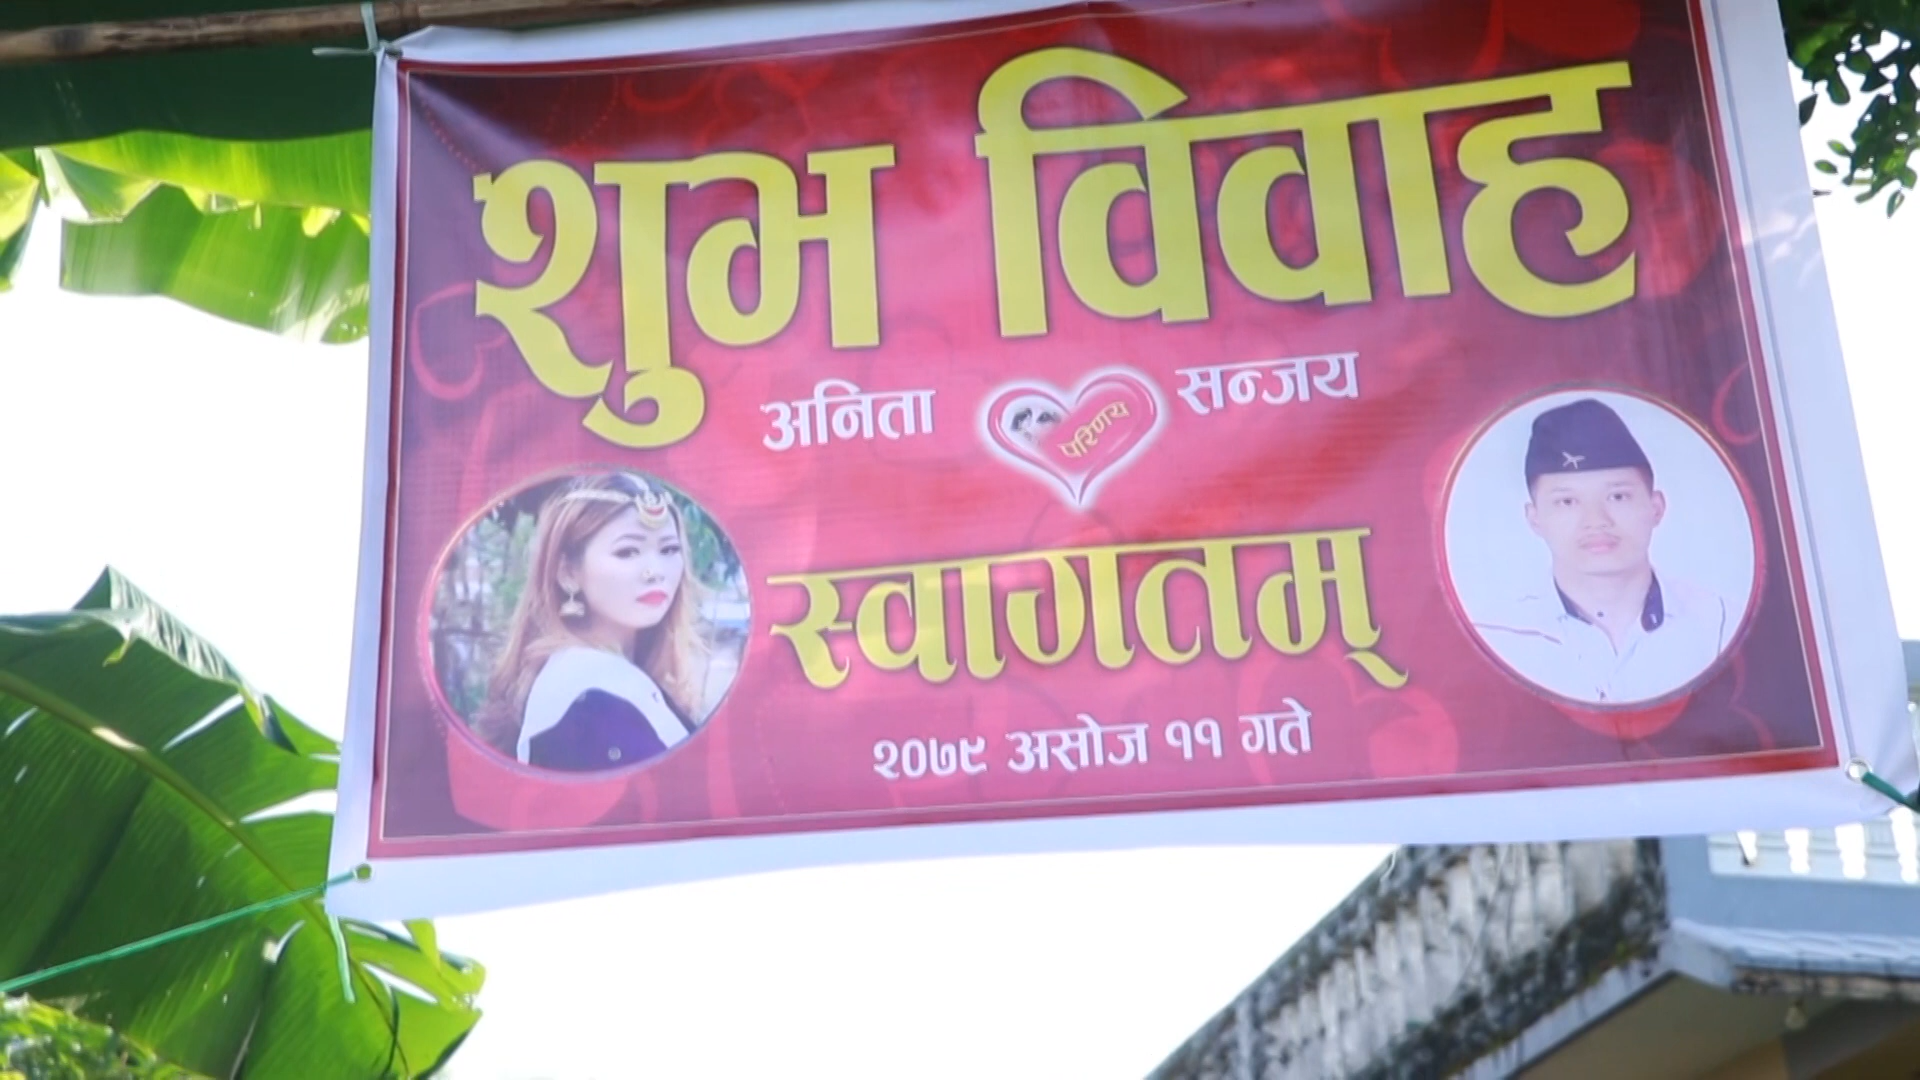 शुभ विवाह
अनिता परिणय सन्जय
स्वागतम्
२०७९ असोज ११ गते